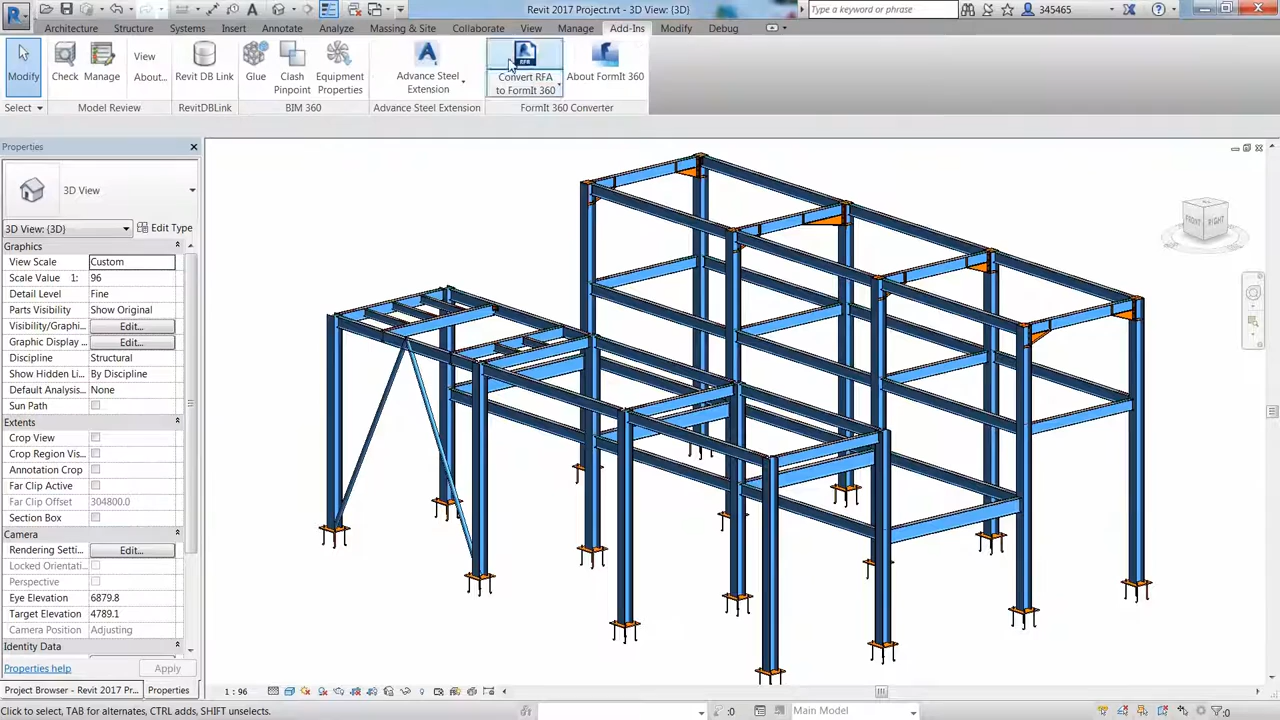 Revit 2017 Project.rvt - 3D View: {3D}
Type a keyword or phrase
345465
Architecture Structure Systems Insert Annotate Analyze Massing & Site Collaborate View Manage Add-Ins Modify Debug
Modify
Check
Manage
View
About...
Revit DB Link
Glue
Clash
Pinpoint
Equipment
Properties
Advance Steel
Extension
Convert RFA
to FormIt 360
About FormIt 360
Select
Model Review
RevitDBLink
BIM 360
Advance Steel Extension
FormIt 360 Converter
Properties
3D View
3D View: {3D}
Edit Type
Graphics
View Scale Custom
Scale Value 1: 96
Detail Level Fine
Parts Visibility Show Original
Visibility/Graphi... Edit...
Graphic Display ... Edit...
Discipline Structural
Show Hidden Li... By Discipline
Default Analysis... None
Sun Path
Extents
Crop View
Crop Region Vis...
Annotation Crop
Far Clip Active
Far Clip Offset 304800.0
Section Box
Camera
Rendering Setti... Edit...
Locked Orientati...
Perspective
Eye Elevation 6879.8
Target Elevation 4789.1
Camera Position Adjusting
Identity Data
Properties help
Apply
Project Browser - Revit 2017 Pr...
Properties
FRONT RIGHT
1 : 96
Click to select, TAB for alternates, CTRL adds, SHIFT unselects.
:0
Main Model
:0